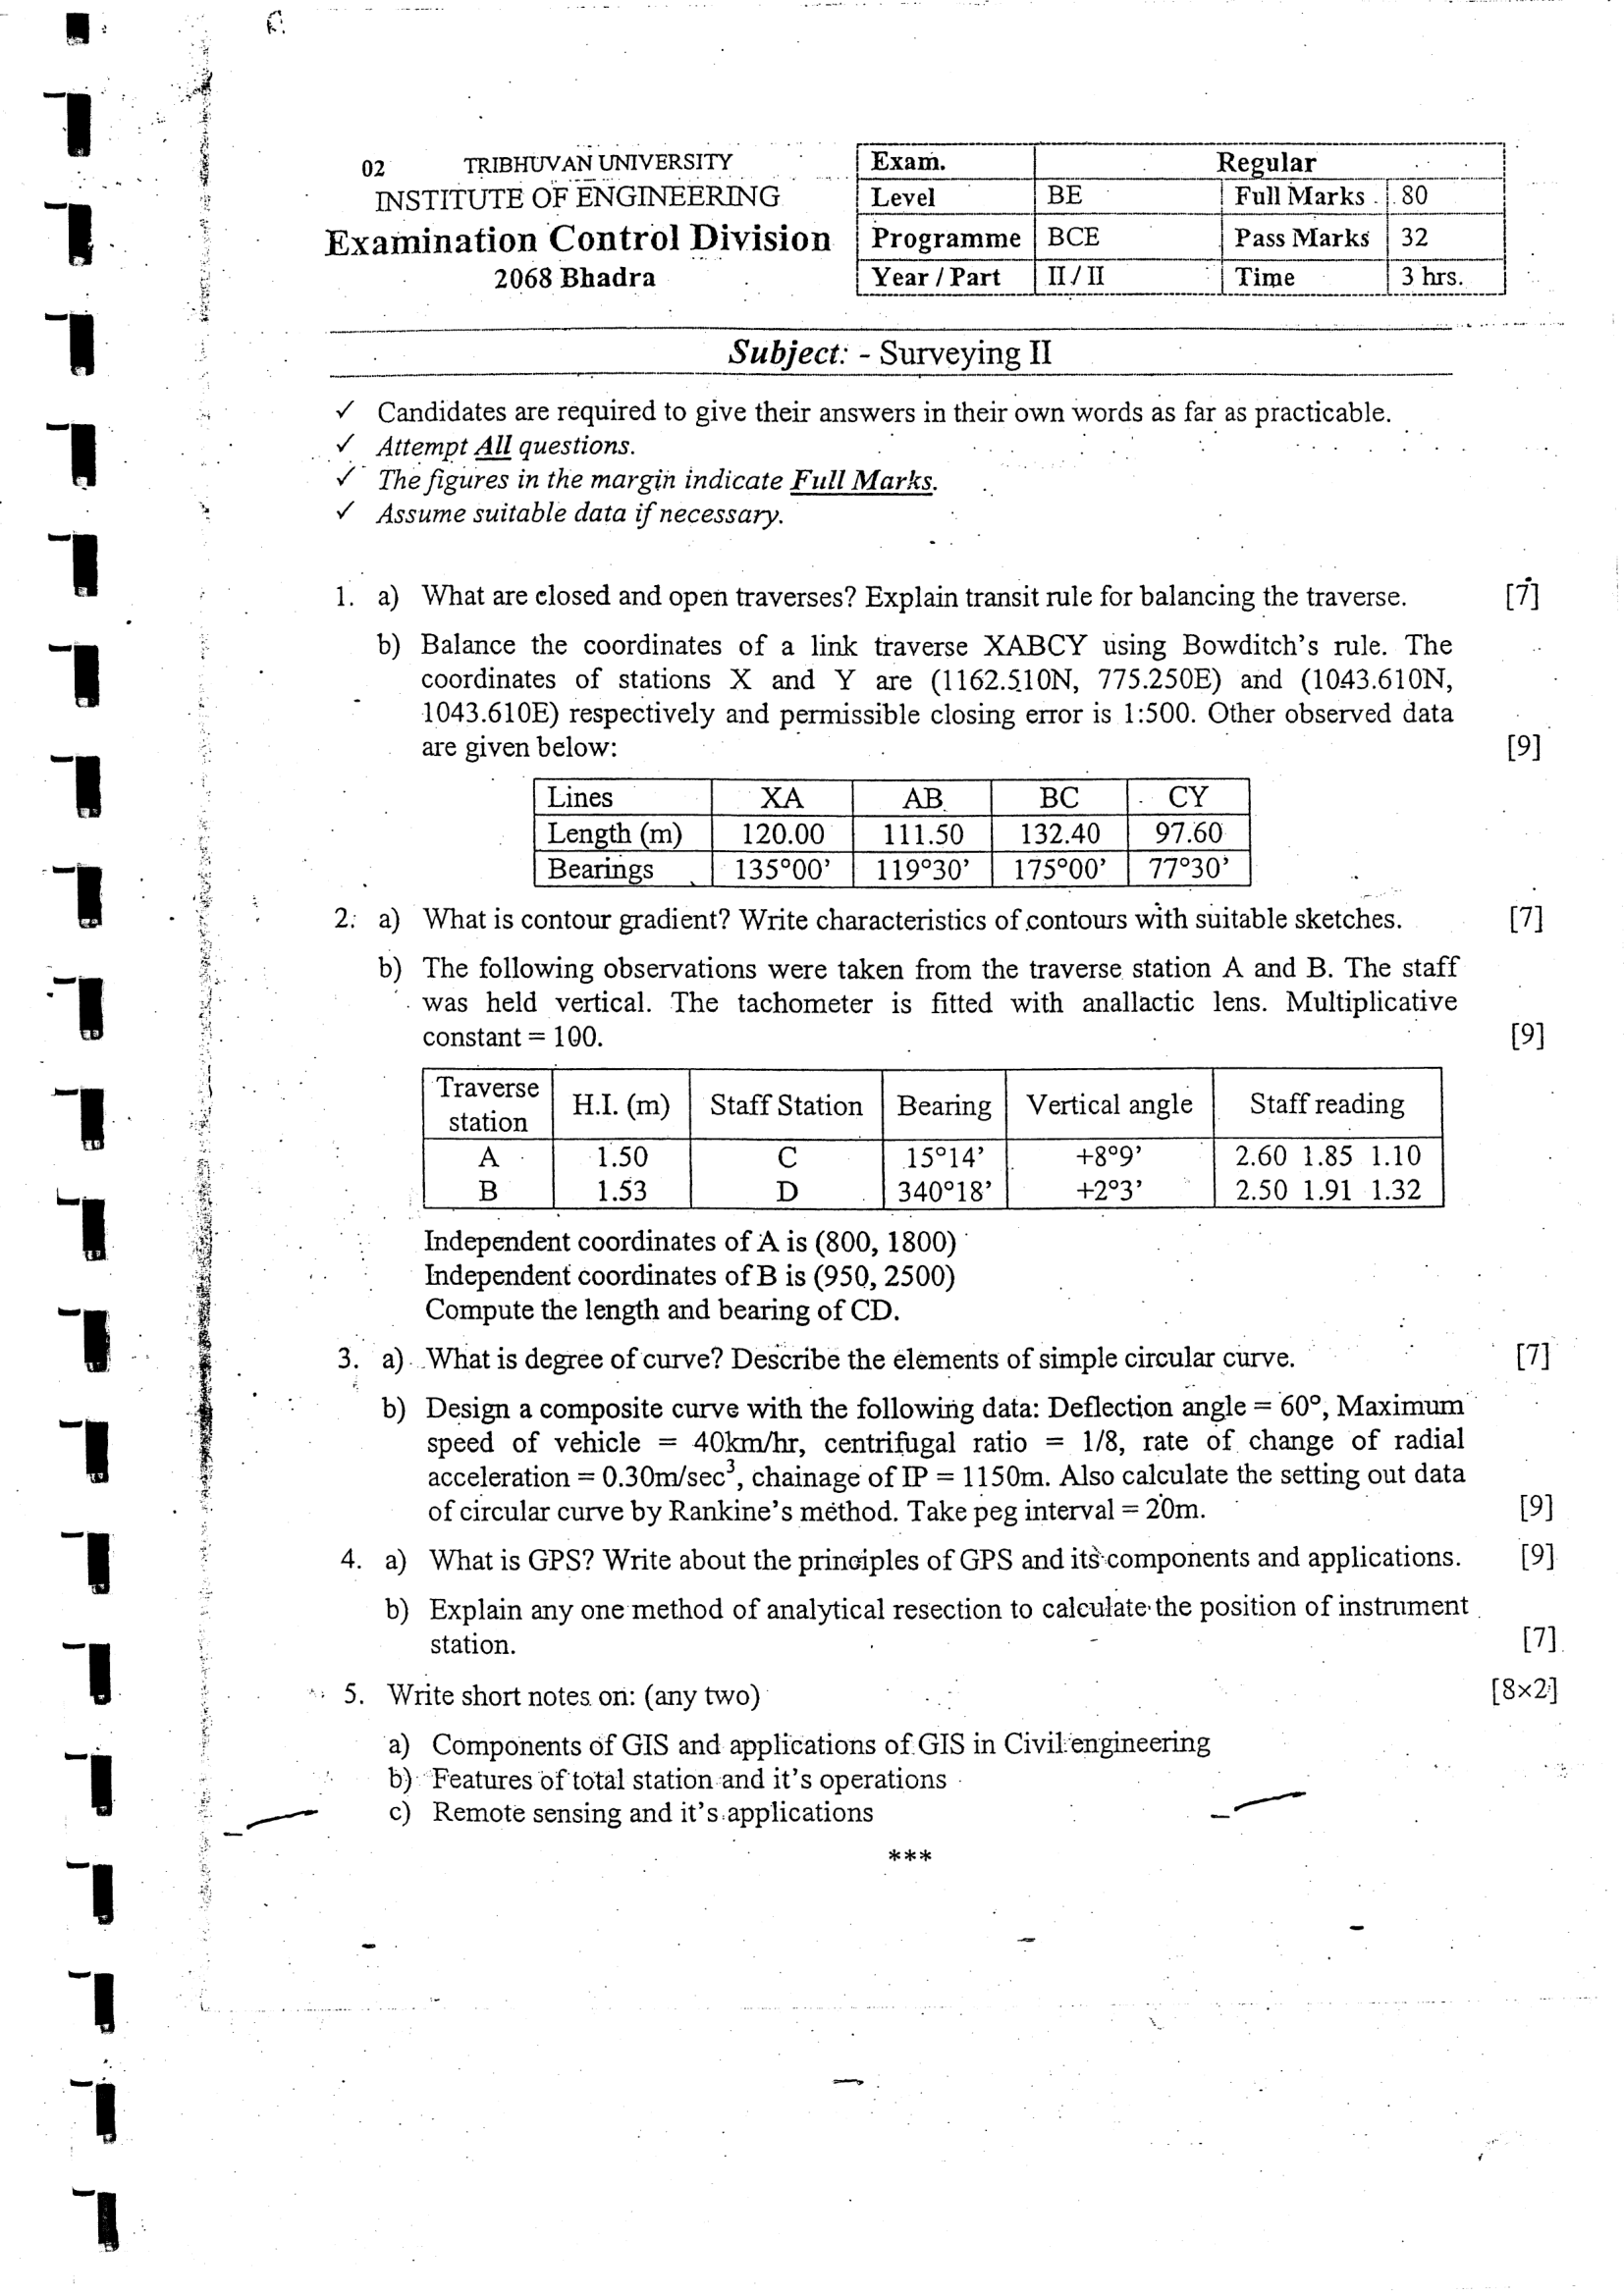 02 TRIBHUVAN UNIVERSITY
INSTITUTE OF ENGINEERING
Examination Control Division
2068 Bhadra
Exam. Regular
Level BE Full Marks 80
Programme BCE Pass Marks 32
Year / Part II / II Time 3 hrs.
Subject: - Surveying II
✓ Candidates are required to give their answers in their own words as far as practicable.
✓ Attempt All questions.
✓ The figures in the margin indicate Full Marks.
✓ Assume suitable data if necessary.
1. a) What are closed and open traverses? Explain transit rule for balancing the traverse. [7]
b) Balance the coordinates of a link traverse XABCY using Bowditch's rule. The
coordinates of stations X and Y are (1162.510N, 775.250E) and (1043.610N,
1043.610E) respectively and permissible closing error is 1:500. Other observed data
are given below: [9]
Lines XA AB BC CY
Length (m) 120.00 111.50 132.40 97.60
Bearings 135°00' 119°30' 175°00' 77°30'
2. a) What is contour gradient? Write characteristics of contours with suitable sketches. [7]
b) The following observations were taken from the traverse station A and B. The staff
was held vertical. The tachometer is fitted with anallactic lens. Multiplicative
constant = 100. [9]
Traverse
station H.I. (m) Staff Station Bearing Vertical angle Staff reading
A 1.50 C 15°14' +8°9' 2.60 1.85 1.10
B 1.53 D 340°18' +2°3' 2.50 1.91 1.32
Independent coordinates of A is (800, 1800)
Independent coordinates of B is (950, 2500)
Compute the length and bearing of CD.
3. a) What is degree of curve? Describe the elements of simple circular curve. [7]
b) Design a composite curve with the following data: Deflection angle = 60°, Maximum
speed of vehicle = 40km/hr, centrifugal ratio = 1/8, rate of change of radial
acceleration = 0.30m/sec³, chainage of IP = 1150m. Also calculate the setting out data
of circular curve by Rankine's method. Take peg interval = 20m. [9]
4. a) What is GPS? Write about the principles of GPS and its components and applications. [9]
b) Explain any one method of analytical resection to calculate the position of instrument
station. [7]
5. Write short notes on: (any two) [8×2]
a) Components of GIS and applications of GIS in Civil engineering
b) Features of total station and it's operations
c) Remote sensing and it's applications
***